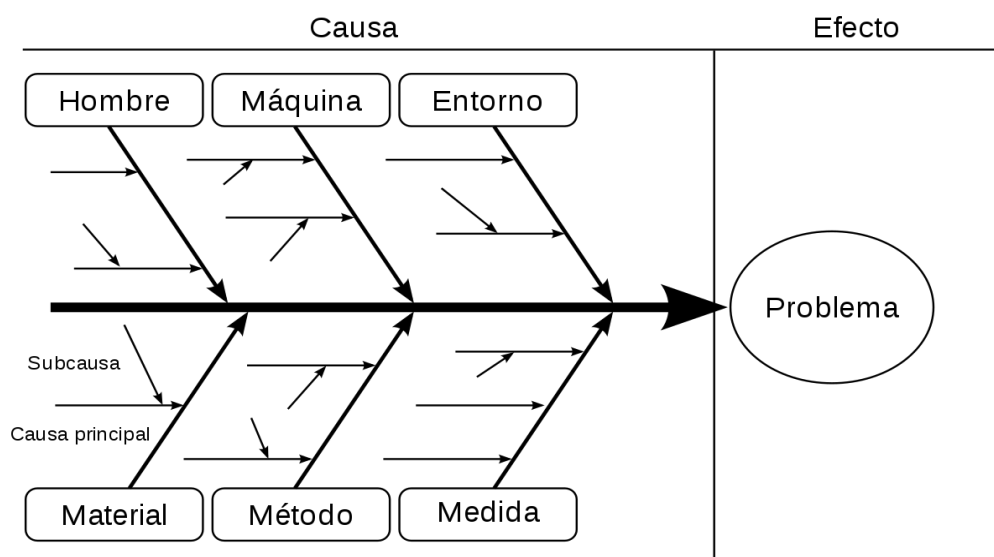 Causa
Efecto
Hombre
Máquina
Entorno
Problema
Subcausa
Causa principal
Material
Método
Medida